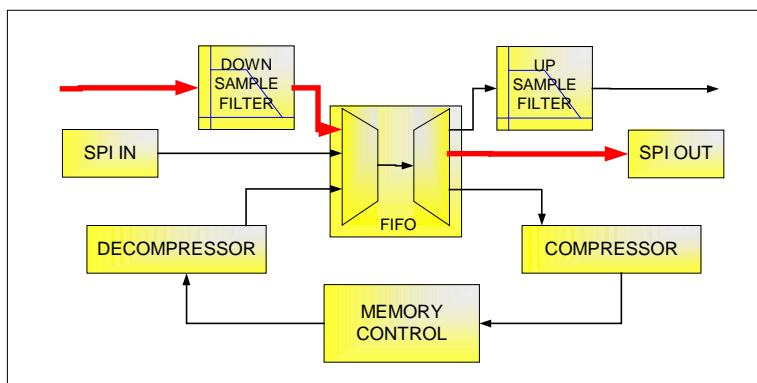 DOWN
SAMPLE
FILTER
UP
SAMPLE
FILTER
SPI IN
SPI OUT
FIFO
DECOMPRESSOR
COMPRESSOR
MEMORY
CONTROL